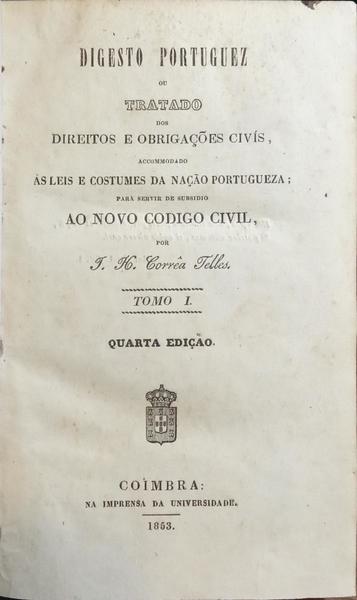 DIGESTO PORTUGUEZ
OU
TRATADO
DOS
DIREITOS E OBRIGAÇÕES CIVÍS,
ACCOMMODADO
ÁS LEIS E COSTUMES DA NAÇÃO PORTUGUEZA;
PARA SERVIR DE SUBSIDIO
AO NOVO CODIGO CIVIL,
POR
J. H. Corrêa Telles.
TOMO I.
QUARTA EDIÇÃO.
COIMBRA:
NA IMPRENSA DA UNIVERSIDADE.
1853.